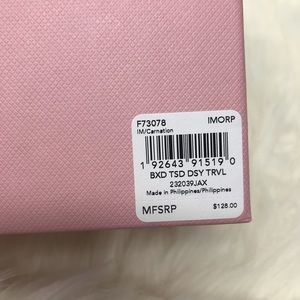 F73078 IMORP
IM/Carnation
1 92643 91519 0
BXD TSD DSY TRVL
232039JAX
Made in Philippines/Philippines
MFSRP $128.00